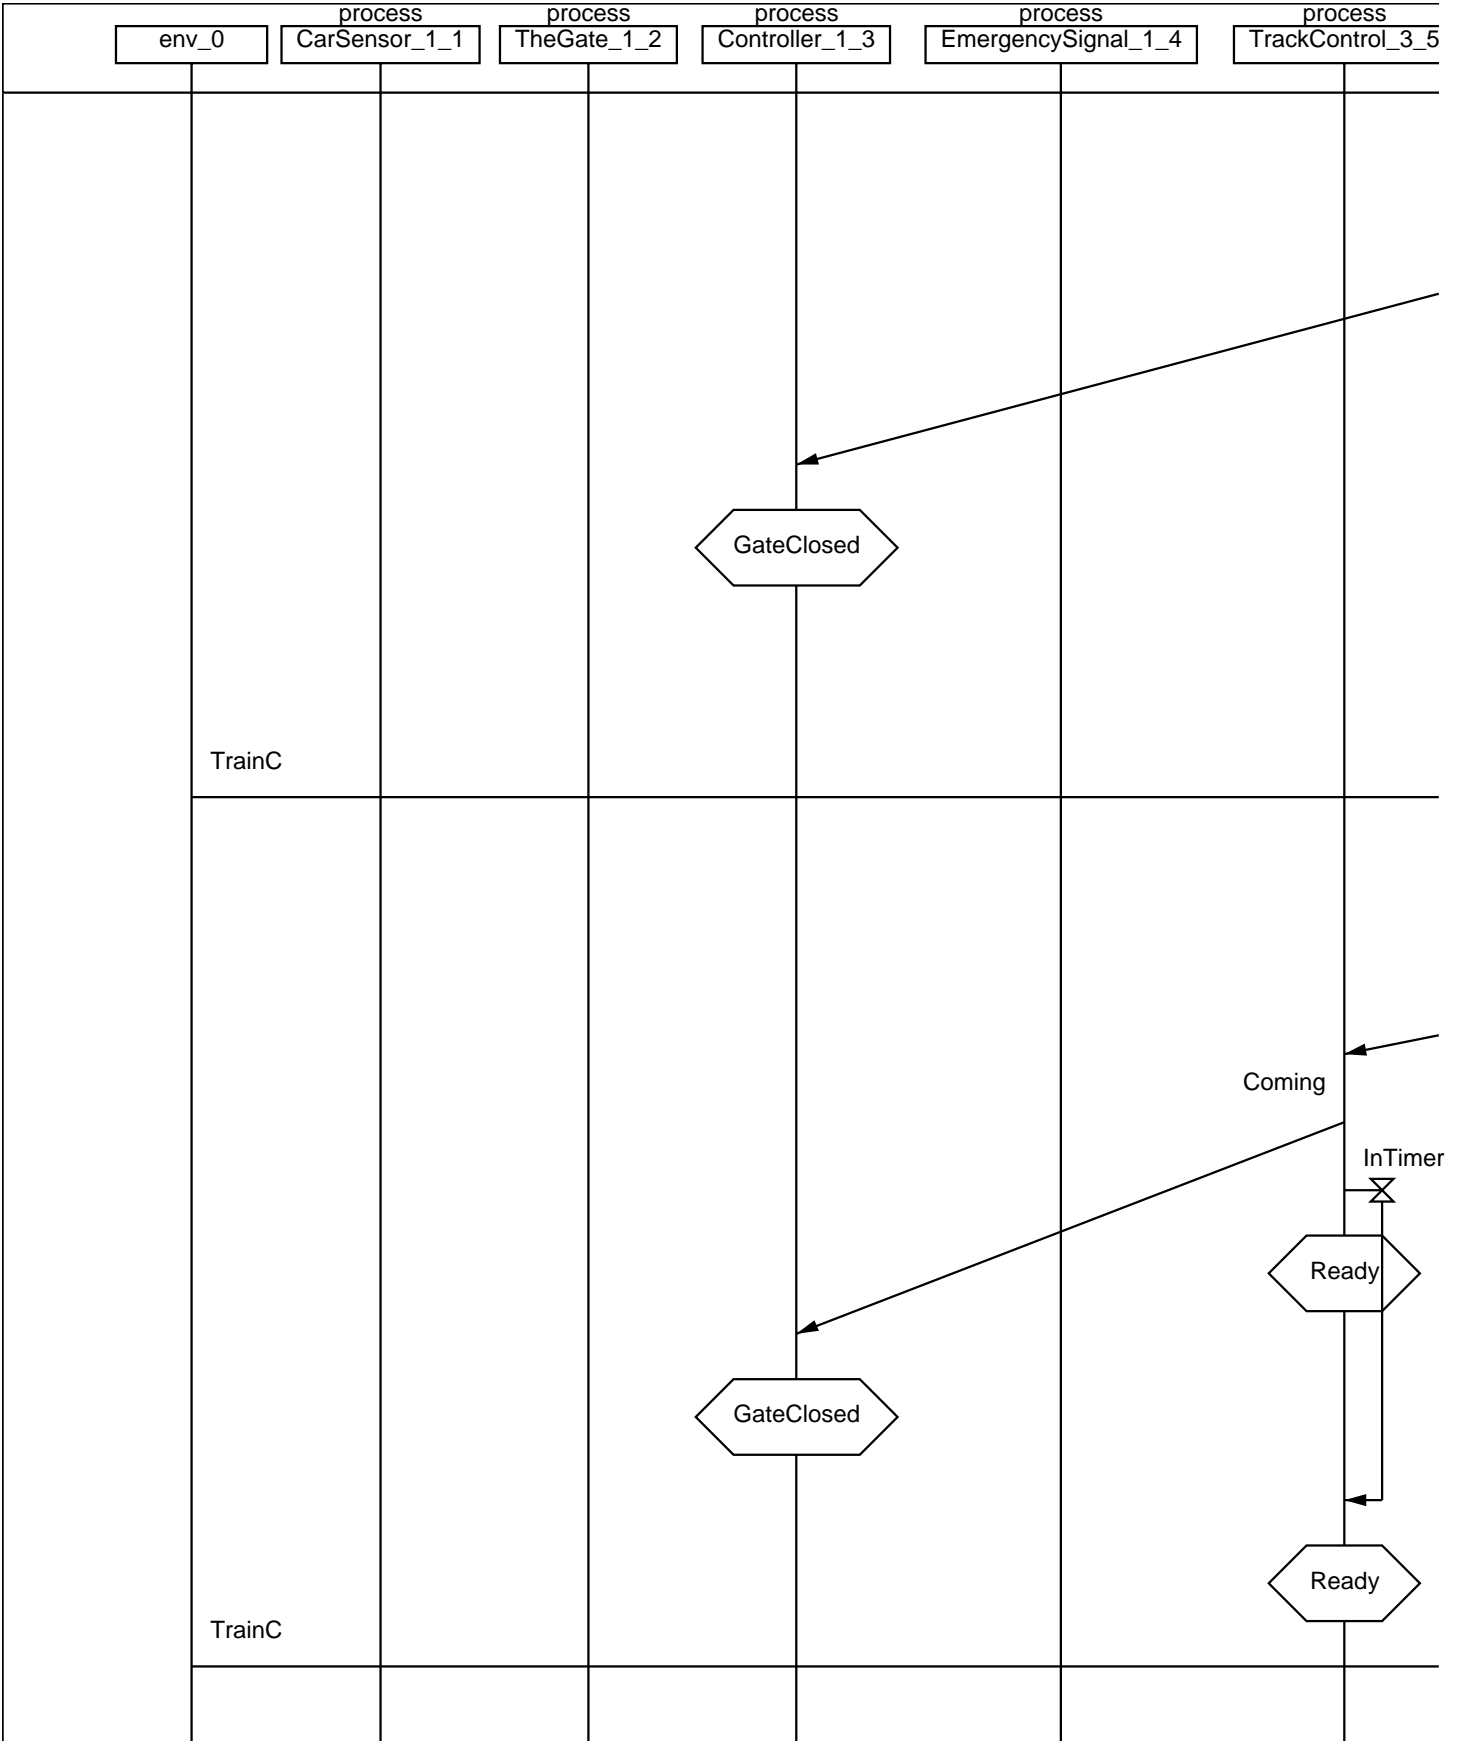 process process process process process
env_0 CarSensor_1_1 TheGate_1_2 Controller_1_3 EmergencySignal_1_4 TrackControl_3_5
GateClosed
TrainC
Coming
InTimer
Ready
GateClosed
Ready
TrainC